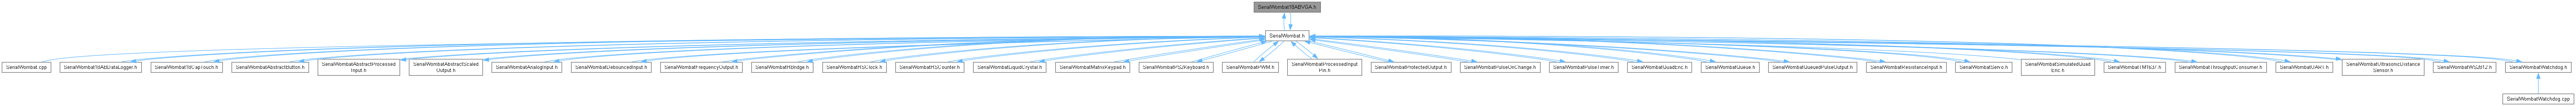 SerialWombat18ABVGA.h
SerialWombat.h
SerialWombat.cpp
SerialWombat18ABDataLogger.h
SerialWombat18CapTouch.h
SerialWombatAbstractButton.h
SerialWombatAbstractProcessed
Input.h
SerialWombatAbstractScaled
Output.h
SerialWombatAnalogInput.h
SerialWombatDebouncedInput.h
SerialWombatFrequencyOutput.h
SerialWombatHBridge.h
SerialWombatHSClock.h
SerialWombatHSCounter.h
SerialWombatLiquidCrystal.h
SerialWombatMatrixKeypad.h
SerialWombatPS2Keyboard.h
SerialWombatPWM.h
SerialWombatProcessedInput
Pin.h
SerialWombatProtectedOutput.h
SerialWombatPulseOnChange.h
SerialWombatPulseTimer.h
SerialWombatQuadEnc.h
SerialWombatQueue.h
SerialWombatQueuedPulseOutput.h
SerialWombatResistanceInput.h
SerialWombatServo.h
SerialWombatSimulatedQuad
Enc.h
SerialWombatTM1637.h
SerialWombatThroughputConsumer.h
SerialWombatUART.h
SerialWombatUltrasonicDistance
Sensor.h
SerialWombatWS2812.h
SerialWombatWatchdog.h
SerialWombatWatchdog.cpp